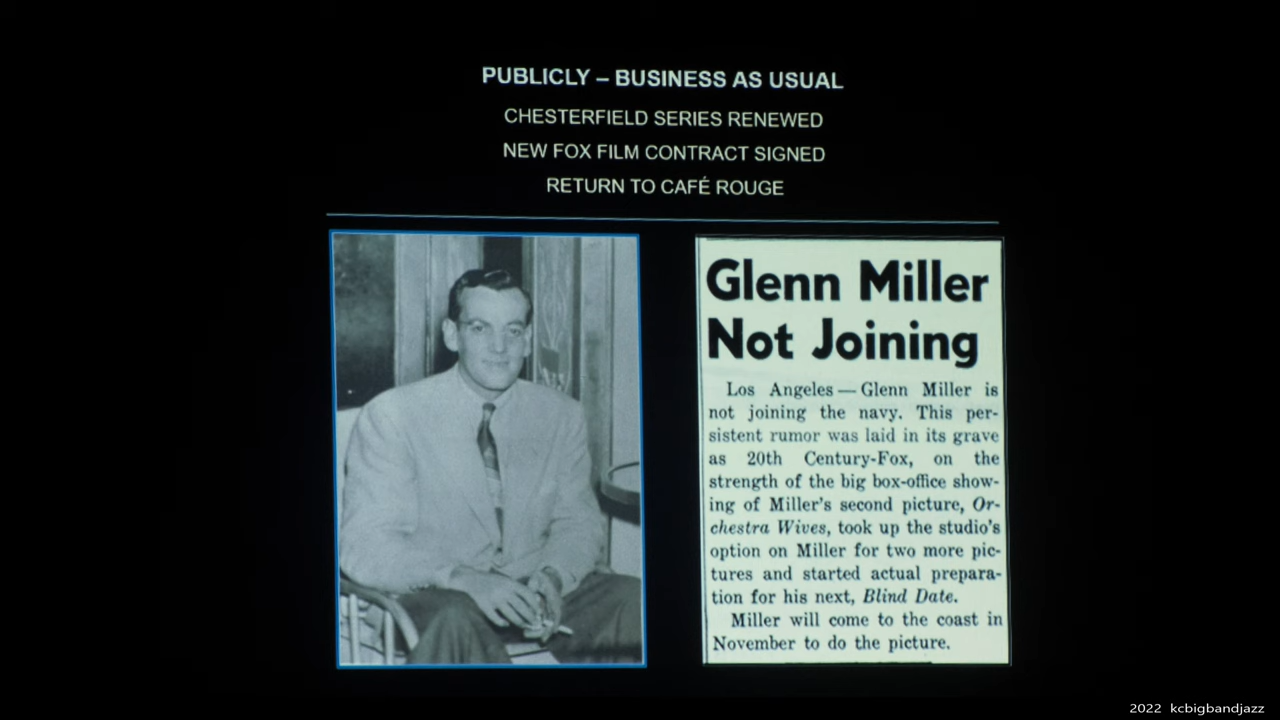 PUBLICLY – BUSINESS AS USUAL
CHESTERFIELD SERIES RENEWED
NEW FOX FILM CONTRACT SIGNED
RETURN TO CAFÉ ROUGE
Glenn Miller
Not Joining
Los Angeles — Glenn Miller is
not joining the navy. This per-
sistent rumor was laid in its grave
as 20th Century-Fox, on the
strength of the big box-office show-
ing of Miller's second picture, Or-
chestra Wives, took up the studio's
option on Miller for two more pic-
tures and started actual prepara-
tion for his next, Blind Date.
Miller will come to the coast in
November to do the picture.
2022 kcbigbandjazz